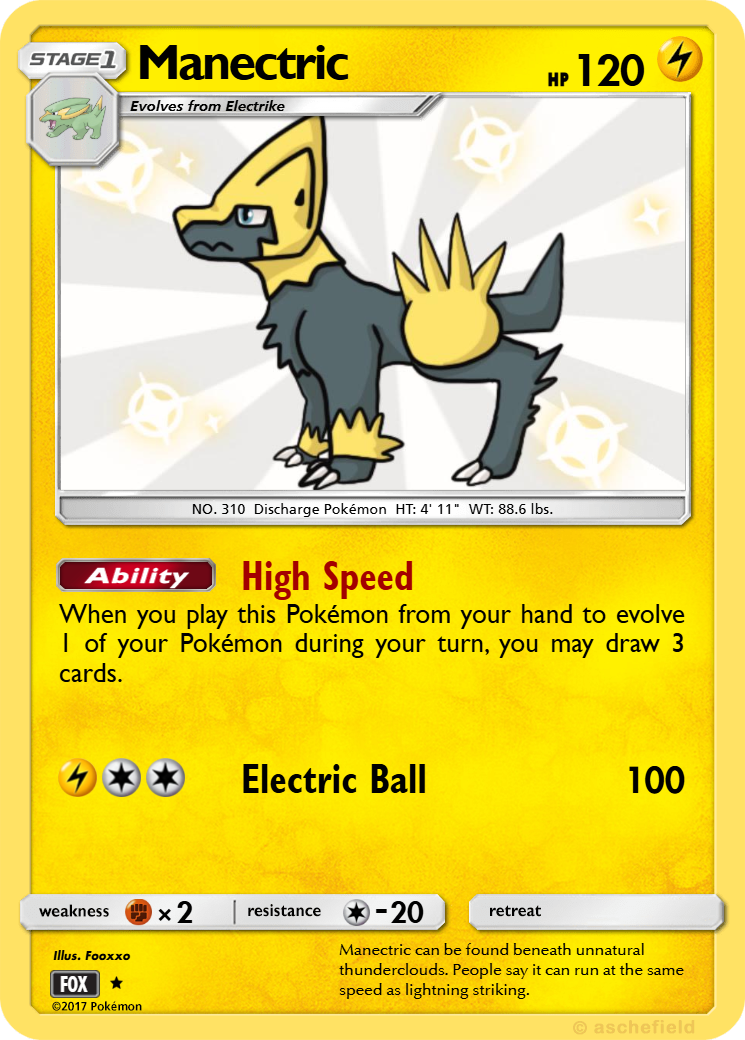 STAGE1 Manectric HP 120
Evolves from Electrike
NO. 310 Discharge Pokémon HT: 4' 11" WT: 88.6 lbs.
Ability High Speed
When you play this Pokémon from your hand to evolve
1 of your Pokémon during your turn, you may draw 3
cards.
Electric Ball 100
weakness × 2 resistance -20 retreat
Illus. Fooxxo
FOX
©2017 Pokémon
Manectric can be found beneath unnatural
thunderclouds. People say it can run at the same
speed as lightning striking.
© aschefield